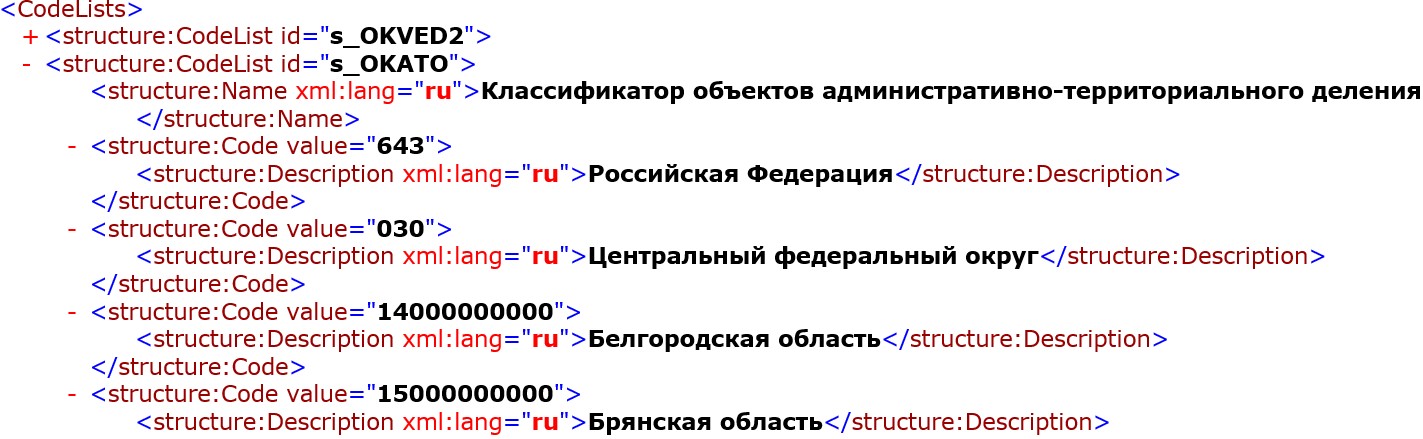 <CodeLists>
+ <structure:CodeList id="s_OKVED2">
- <structure:CodeList id="s_OKATO">
<structure:Name xml:lang="ru">Классификатор объектов административно-территориального деления
</structure:Name>
- <structure:Code value="643">
<structure:Description xml:lang="ru">Российская Федерация</structure:Description>
</structure:Code>
- <structure:Code value="030">
<structure:Description xml:lang="ru">Центральный федеральный округ</structure:Description>
</structure:Code>
- <structure:Code value="14000000000">
<structure:Description xml:lang="ru">Белгородская область</structure:Description>
</structure:Code>
- <structure:Code value="15000000000">
<structure:Description xml:lang="ru">Брянская область</structure:Description>